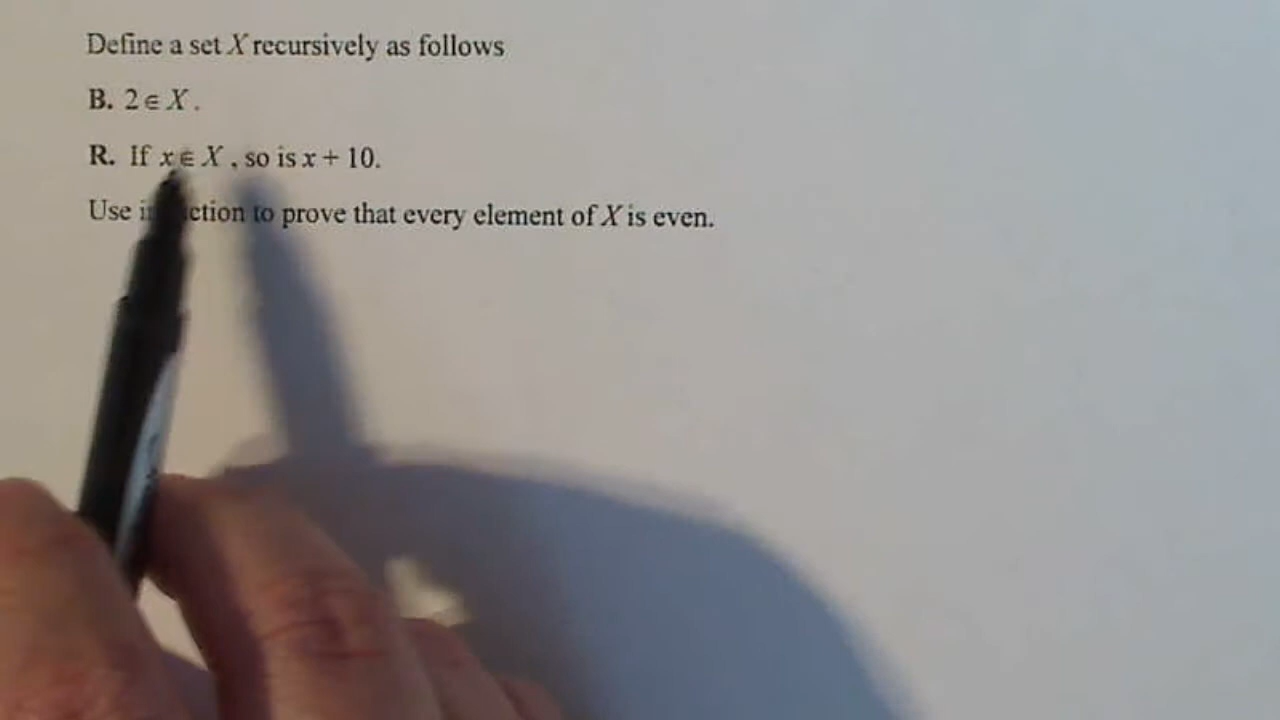 Define a set X recursively as follows
B. 2 ∈ X.
R. If x ∈ X, so is x + 10.
Use to prove that every element of X is even.